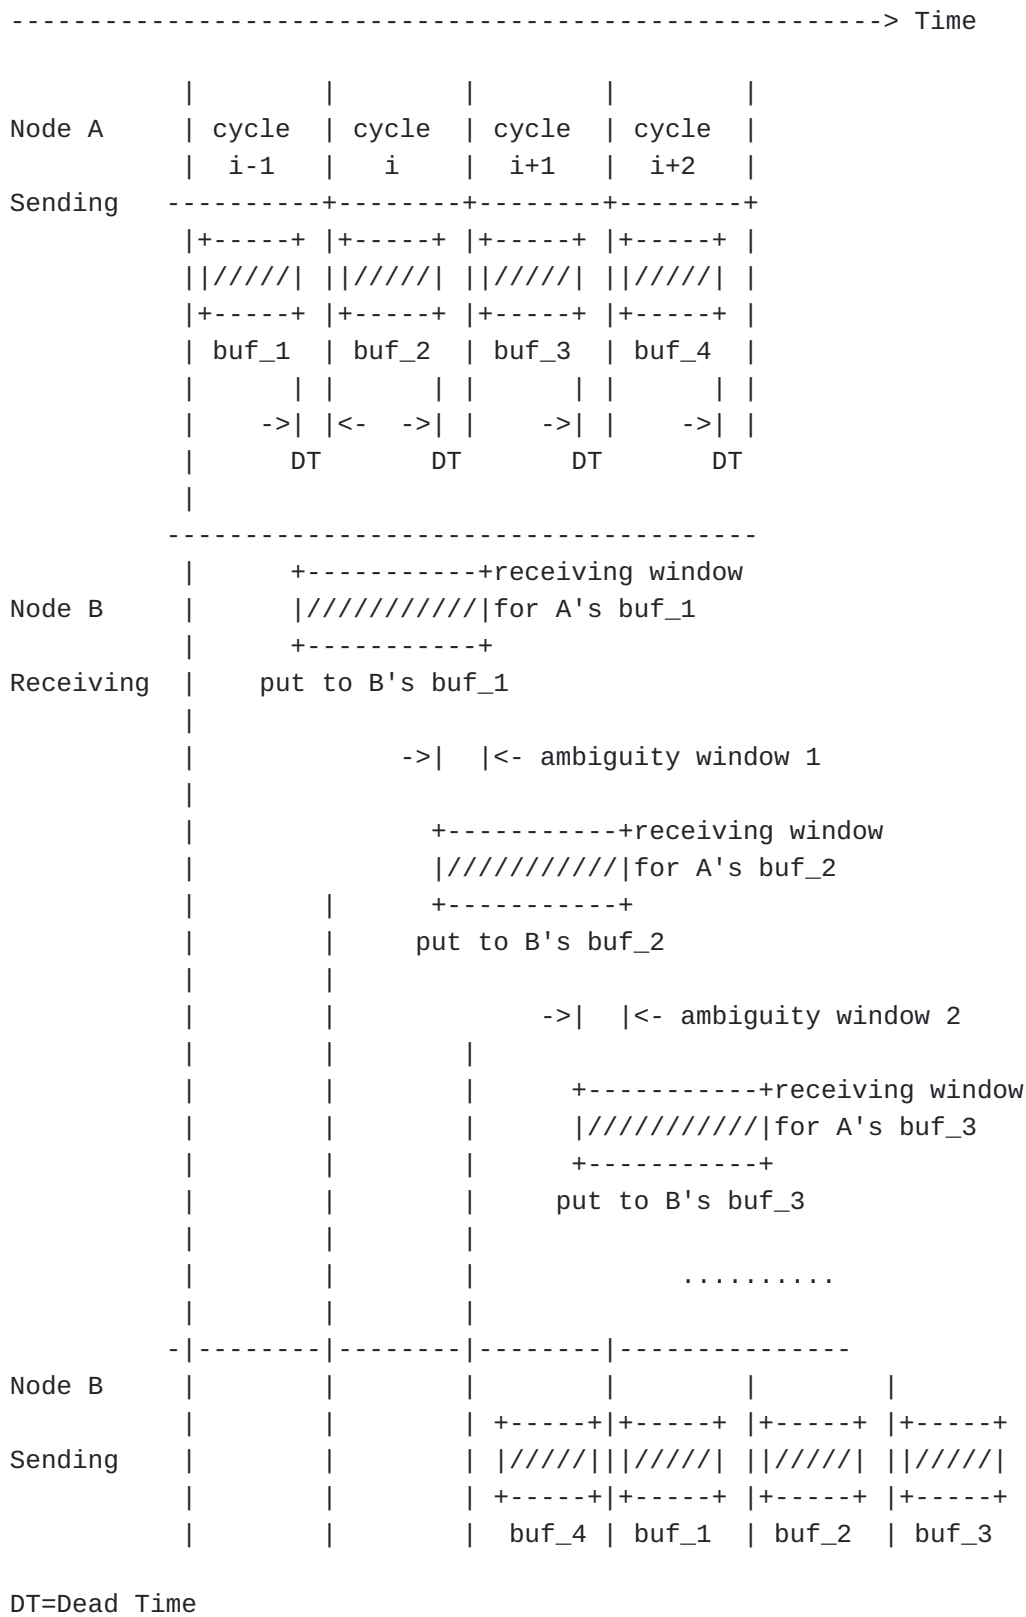 --------------------------------------------------------> Time

           |        |        |        |        |
Node A     | cycle  | cycle  | cycle  | cycle  |
           |  i-1   |   i    |  i+1   |  i+2   |
Sending   ----------+--------+--------+--------+
           |+-----+ |+-----+ |+-----+ |+-----+ |
           ||/////| ||/////| ||/////| ||/////| |
           |+-----+ |+-----+ |+-----+ |+-----+ |
           | buf_1  | buf_2  | buf_3  | buf_4  |
           |      | |      | |      | |      | |
           |    ->| |<-  ->| |    ->| |    ->| |
           |      DT       DT       DT       DT
           |
          --------------------------------------
           |      +-----------+receiving window
Node B     |      |///////////|for A's buf_1
           |      +-----------+
Receiving  |    put to B's buf_1
           |
           |             ->|  |<- ambiguity window 1
           |
           |               +-----------+receiving window
           |               |///////////|for A's buf_2
           |        |      +-----------+
           |        |     put to B's buf_2
           |        |
           |        |             ->|  |<- ambiguity window 2
           |        |        |
           |        |        |      +-----------+receiving window
           |        |        |      |///////////|for A's buf_3
           |        |        |      +-----------+
           |        |        |     put to B's buf_3
           |        |        |
           |        |        |             ..........
           |        |        |
          -|--------|--------|--------|---------------
Node B     |        |        |        |        |        |
           |        |        | +-----+|+-----+ |+-----+ |+-----+
Sending    |        |        | |/////|||/////| ||/////| ||/////|
           |        |        | +-----+|+-----+ |+-----+ |+-----+
           |        |        |  buf_4 | buf_1  | buf_2  | buf_3

DT=Dead Time